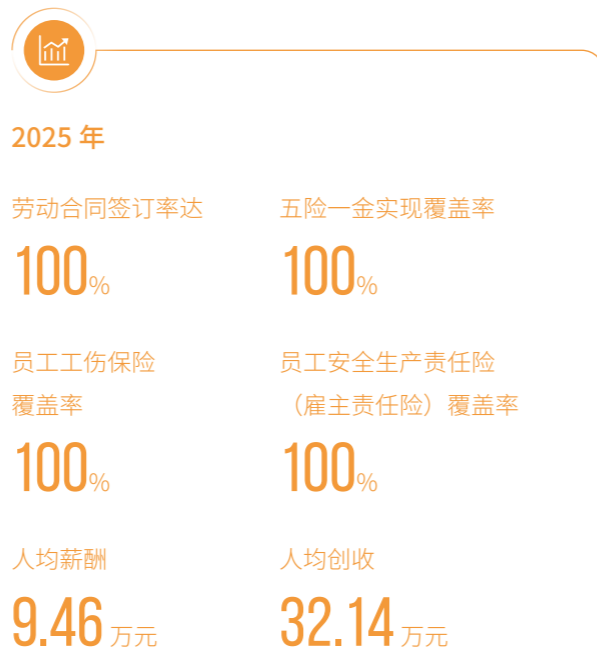 2025 年
劳动合同签订率达
100%
五险一金实现覆盖率
100%
员工工伤保险
覆盖率
100%
员工安全生产责任险
（雇主责任险）覆盖率
100%
人均薪酬
9.46 万元
人均创收
32.14 万元